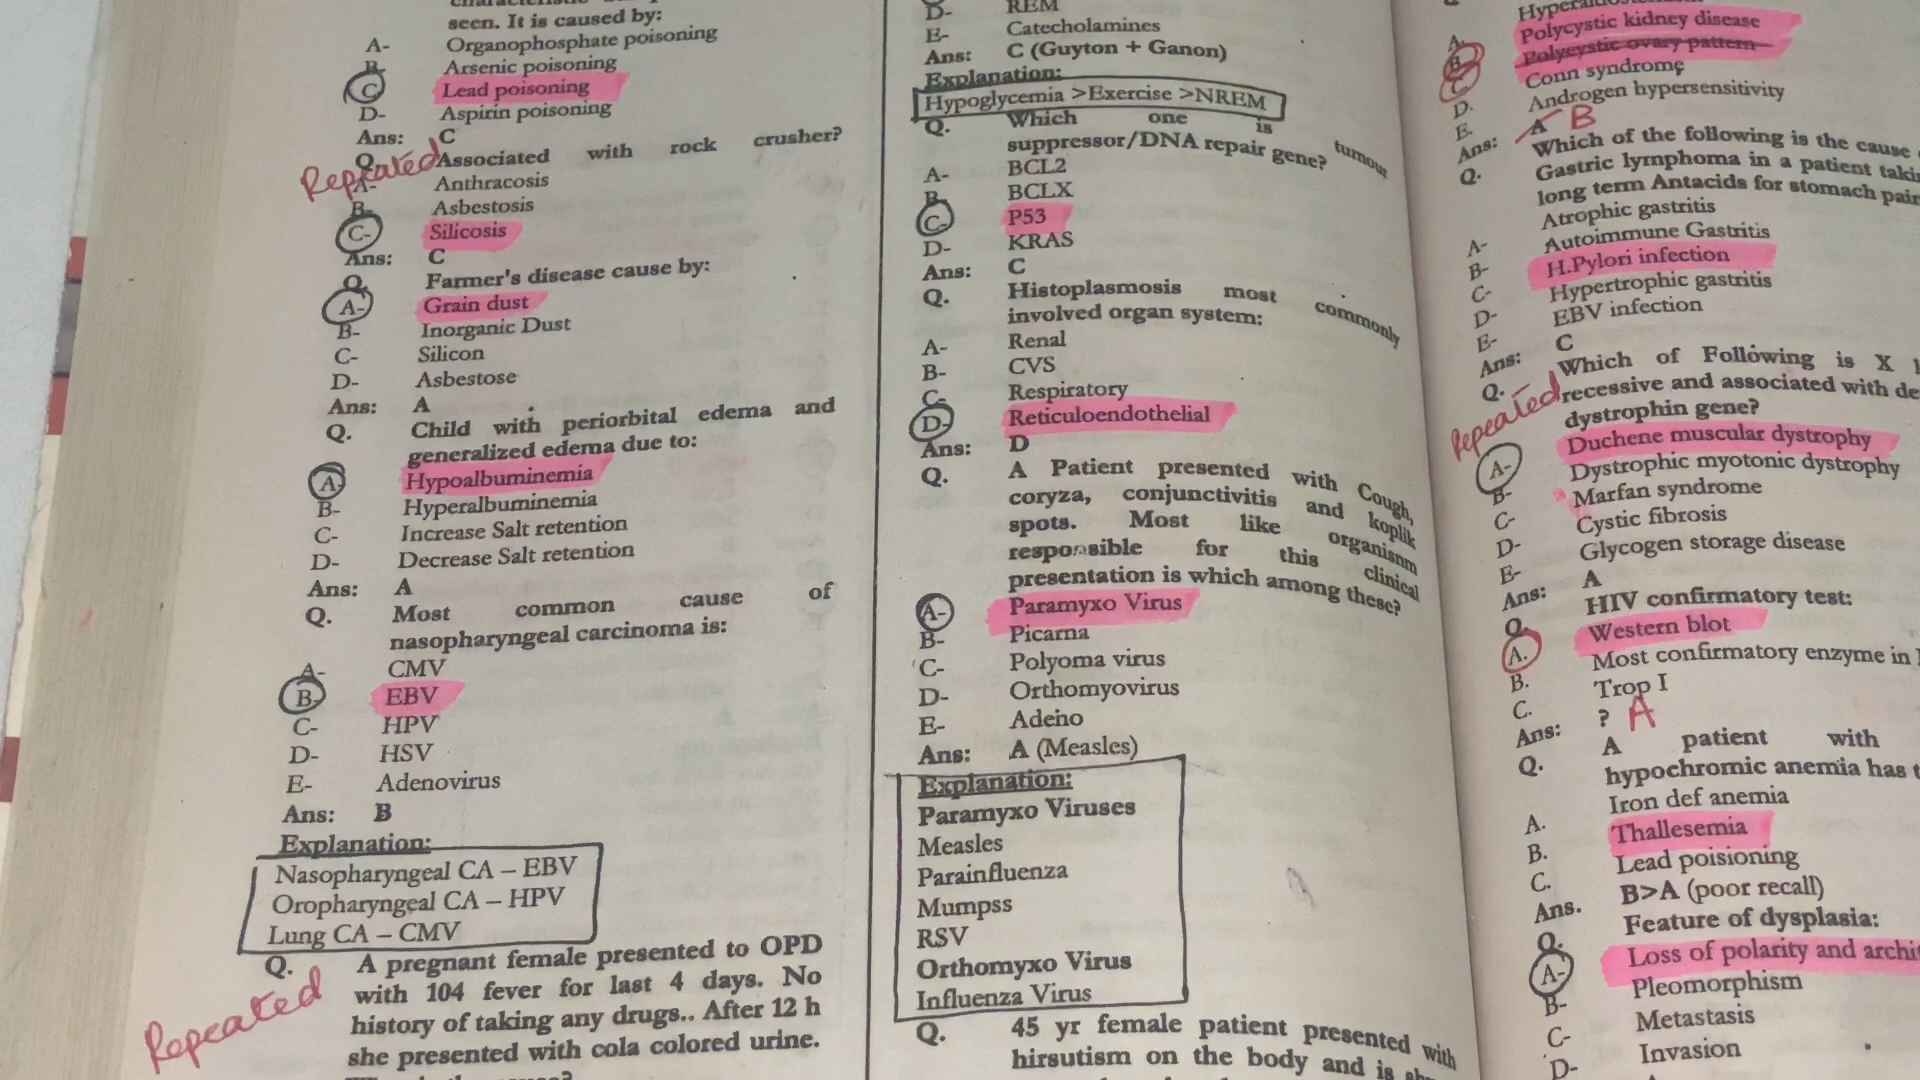 seen. It is caused by:
A- Organophosphate poisoning
B- Arsenic poisoning
C Lead poisoning
D- Aspirin poisoning
Ans: C
Repeated
Q. Associated with rock crusher?
A- Anthracosis
B- Asbestosis
C- Silicosis
Ans: C
Q. Farmer's disease cause by:
A- Grain dust
B- Inorganic Dust
C- Silicon
D- Asbestose
Ans: A
Q. Child with periorbital edema and
generalized edema due to:
A- Hypoalbuminemia
B- Hyperalbuminemia
C- Increase Salt retention
D- Decrease Salt retention
Ans: A
Q. Most common cause of
nasopharyngeal carcinoma is:
A- CMV
B- EBV
C- HPV
D- HSV
E- Adenovirus
Ans: B
Explanation:
Nasopharyngeal CA – EBV
Oropharyngeal CA – HPV
Lung CA – CMV
Q. A pregnant female presented to OPD
Repeated
with 104 fever for last 4 days. No
history of taking any drugs.. After 12 h
she presented with cola colored urine.
D- REM
E- Catecholamines
Ans: C (Guyton + Ganon)
Explanation:
Hypoglycemia >Exercise >NREM
Q. Which one is tumour
suppressor/DNA repair gene?
A- BCL2
B- BCLX
C- P53
D- KRAS
Ans: C
Q. Histoplasmosis most commonly
involved organ system:
A- Renal
B- CVS
C- Respiratory
D- Reticuloendothelial
Ans: D
Q. A Patient presented with Cough,
coryza, conjunctivitis and koplik
spots. Most like organisnm
responsible for this clinical
presentation is which among these?
A- Paramyxo Virus
B- Picarna
C- Polyoma virus
D- Orthomyovirus
E- Adeno
Ans: A (Measles)
Explanation:
Paramyxo Viruses
Measles
Parainfluenza
Mumpss
RSV
Orthomyxo Virus
Influenza Virus
Q. 45 yr female patient presented with
hirsutism on the body and is
A. Polycystic kidney disease
B. Polycystic ovary pattern
C. Conn syndrome
D. Androgen hypersensitivity
E.
Ans: A B
Q. Which of the following is the cause
Gastric lymphoma in a patient
long term Antacids for stomach
A- Atrophic gastritis
B- Autoimmune Gastritis
C- H.Pylori infection
D- Hypertrophic gastritis
E- EBV infection
Ans: C
Q. Which of Following is X
Repeated
recessive and associated with
dystrophin gene?
A- Duchene muscular dystrophy
B- Dystrophic myotonic dystrophy
C- Marfan syndrome
D- Cystic fibrosis
E- Glycogen storage disease
Ans: A
Q. HIV confirmatory test:
A. Western blot
B. Most confirmatory enzyme in
C. Trop I
Ans: ? A
Q. A patient with
hypochromic anemia has
A. Iron def anemia
B. Thallesemia
C. Lead poisioning
Ans. B>A (poor recall)
Q. Feature of dysplasia:
A- Loss of polarity and
B- Pleomorphism
C- Metastasis
D- Invasion